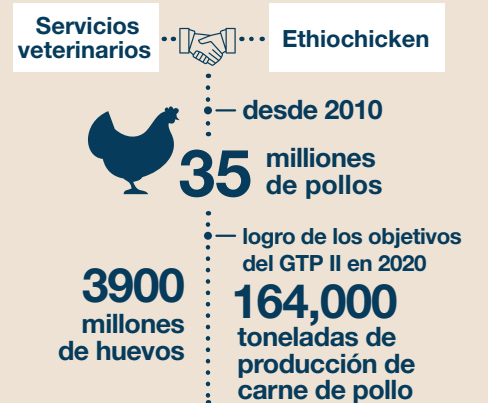 Servicios
veterinarios
Ethiochicken
desde 2010
35 milliones
de pollos
logro de los objetivos
del GTP II en 2020
3900
millones
de huevos
164,000
toneladas de
producción de
carne de pollo